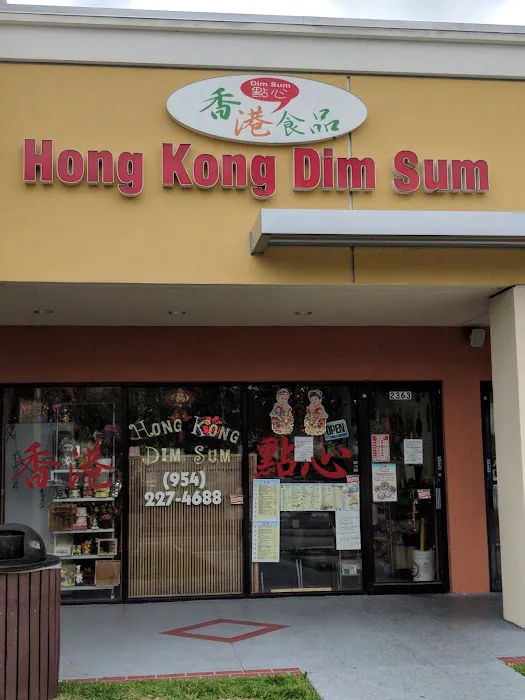 Dim Sum
點心
香港食品
Hong Kong Dim Sum
2363
Hong Kong
Dim Sum
OPEN
香港
點心
(954)
227-4688